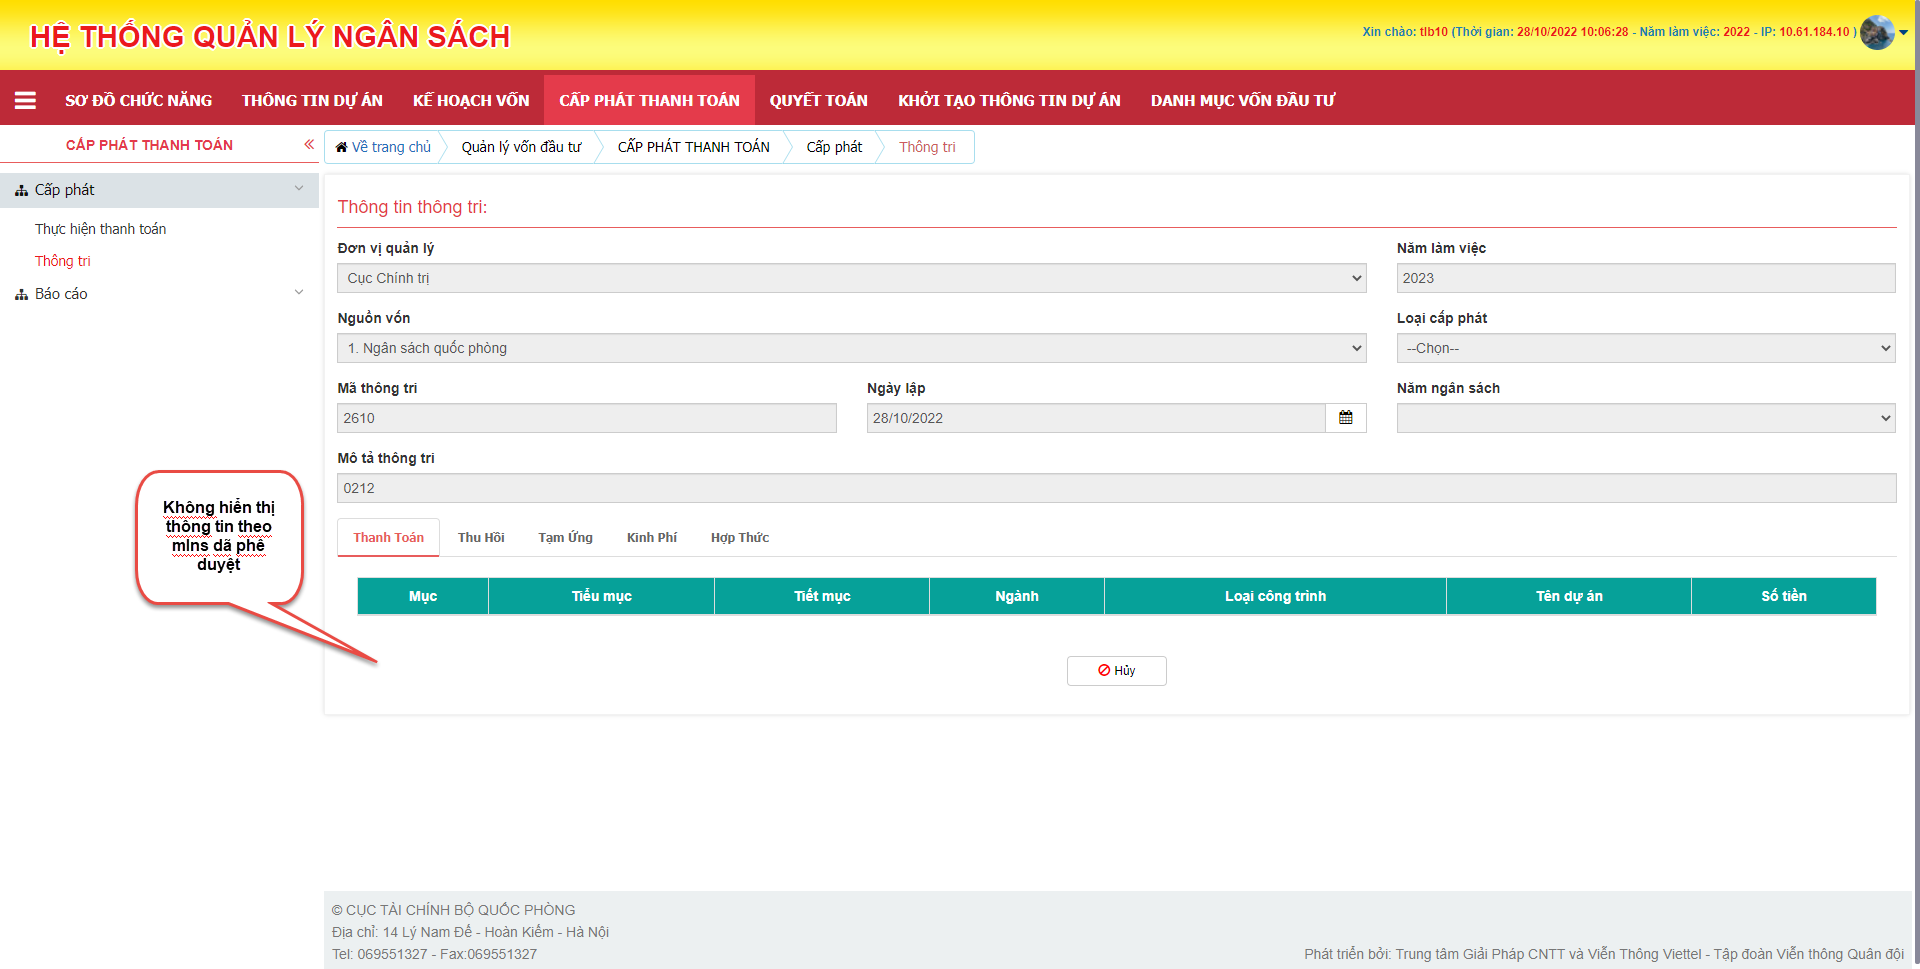 HỆ THỐNG QUẢN LÝ NGÂN SÁCH
Xin chào: tlb10 (Thời gian: 28/10/2022 10:06:28 - Năm làm việc: 2022 - IP: 10.61.184.10 )
SƠ ĐỒ CHỨC NĂNG THÔNG TIN DỰ ÁN KẾ HOẠCH VỐN CẤP PHÁT THANH TOÁN QUYẾT TOÁN KHỞI TẠO THÔNG TIN DỰ ÁN DANH MỤC VỐN ĐẦU TƯ
CẤP PHÁT THANH TOÁN «
Về trang chủ Quản lý vốn đầu tư CẤP PHÁT THANH TOÁN Cấp phát Thông tri
Cấp phát
Thực hiện thanh toán
Thông tri
Báo cáo
Thông tin thông tri:
Đơn vị quản lý Năm làm việc
Cục Chính trị 2023
Nguồn vốn Loại cấp phát
1. Ngân sách quốc phòng --Chọn--
Mã thông tri Ngày lập Năm ngân sách
2610 28/10/2022
Mô tả thông tri
0212
Không hiển thị
thông tin theo
mlns dã phê
duyệt
Thanh Toán Thu Hồi Tạm Ứng Kinh Phí Hợp Thức
Mục Tiểu mục Tiết mục Ngành Loại công trình Tên dự án Số tiền
Hủy
© CỤC TÀI CHÍNH BỘ QUỐC PHÒNG
Địa chỉ: 14 Lý Nam Đế - Hoàn Kiếm - Hà Nội
Tel: 069551327 - Fax:069551327
Phát triển bởi: Trung tâm Giải Pháp CNTT và Viễn Thông Viettel - Tập đoàn Viễn thông Quân đội